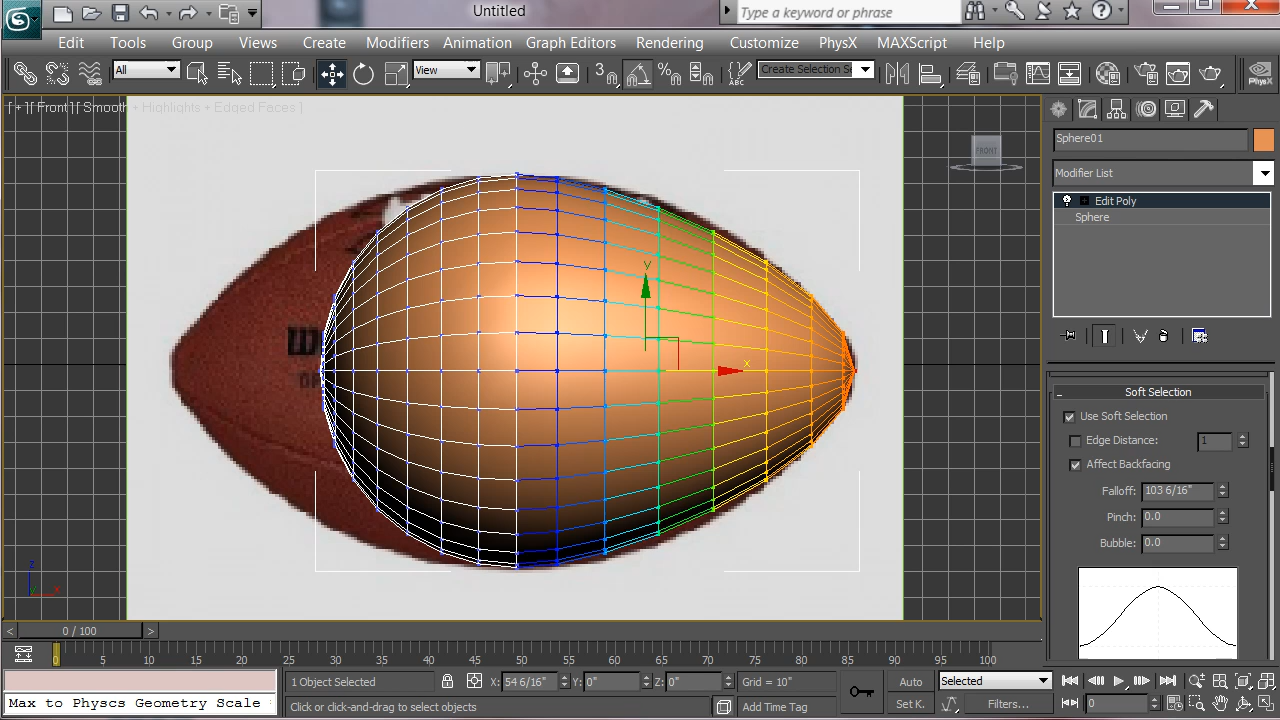 Untitled
Type a keyword or phrase
Edit Tools Group Views Create Modifiers Animation Graph Editors Rendering Customize PhysX MAXScript Help
All View 3 ABC Create Selection Se PhysX
[ + ] [ Front ] [ Smooth + Highlights + Edged Faces ]
FRONT
Sphere01
Modifier List
Edit Poly
Sphere
y
x
W
Soft Selection
Use Soft Selection
Edge Distance: 1
Affect Backfacing
Falloff: 103 6/16"
Pinch: 0.0
Bubble: 0.0
z
y x
< 0 / 100 >
0 5 10 15 20 25 30 35 40 45 50 55 60 65 70 75 80 85 90 95 100
1 Object Selected X: 54 6/16" Y: 0" Z: 0" Grid = 10" Auto Selected
Max to Physcs Geometry Scale
Click or click-and-drag to select objects Add Time Tag Set K. Filters... 0